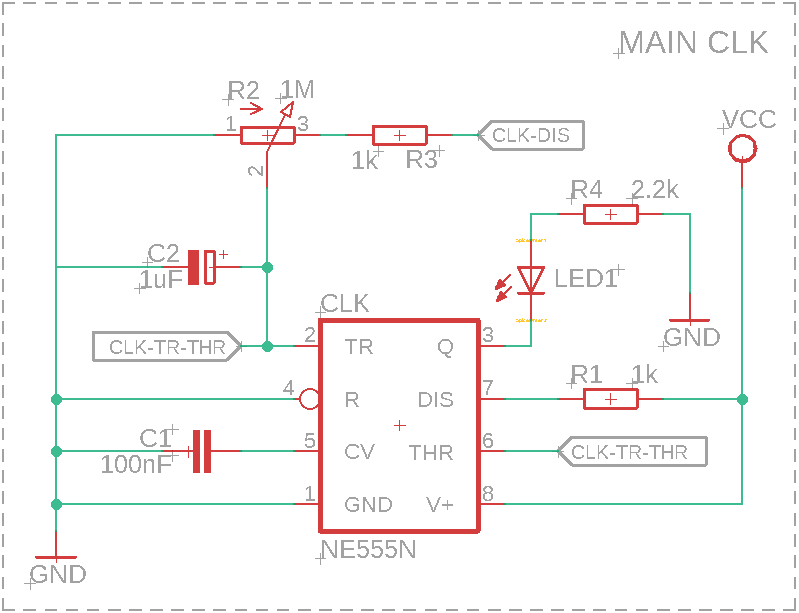 MAIN CLK
R2 1M
VCC
1 3
CLK-DIS
1k R3
2
R4 2.2k
C2
1uF
LED1
CLK
GND
CLK-TR-THR
2 TR Q 3
R1 1k
4 R DIS 7
C1
100nF
5 CV THR 6
CLK-TR-THR
1 GND V+ 8
NE555N
GND